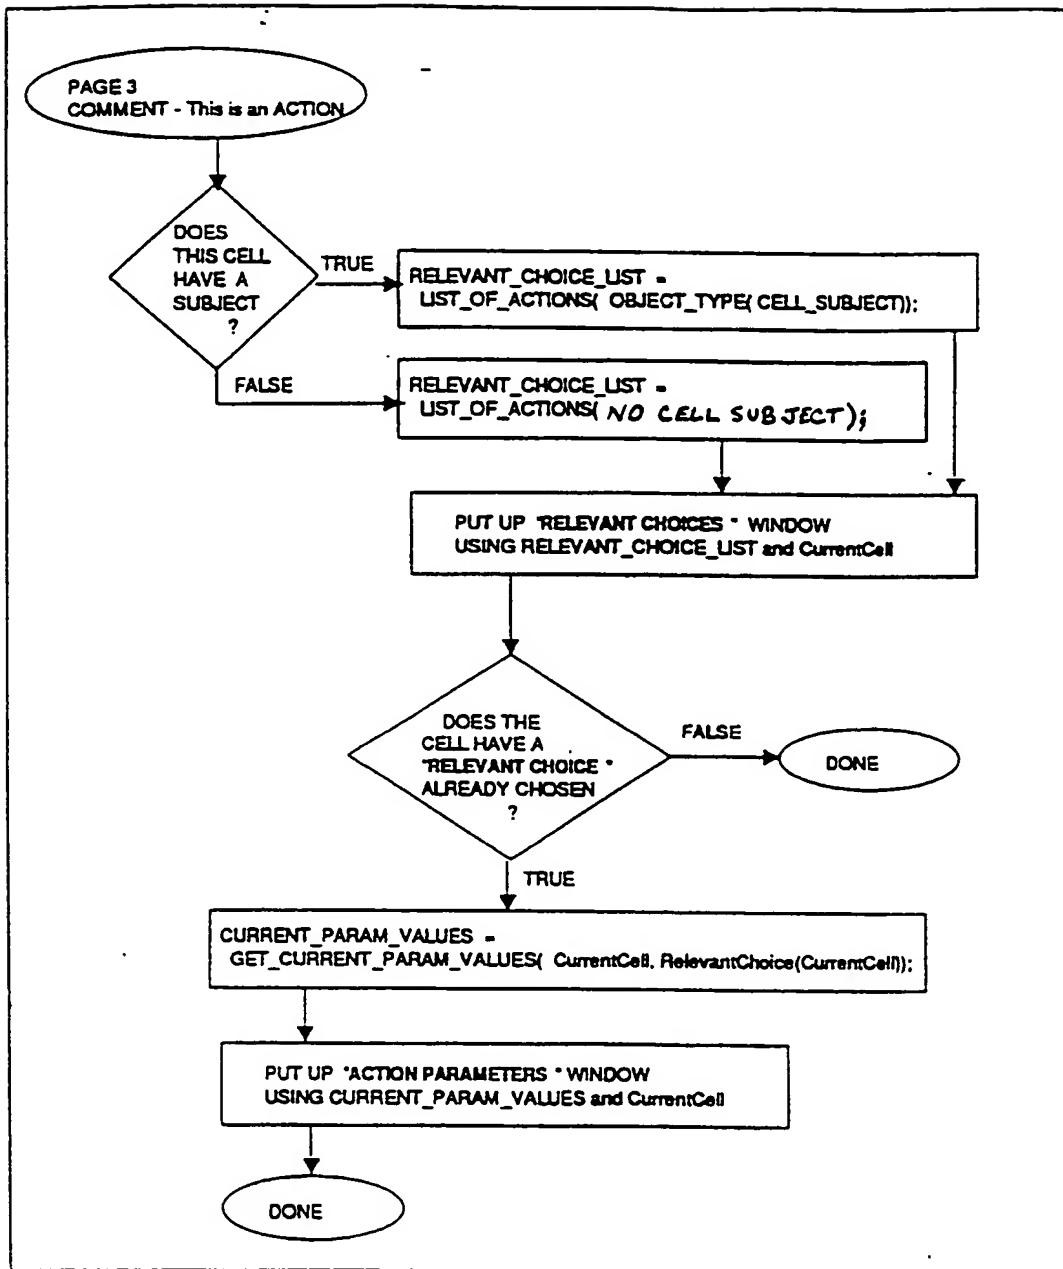 PAGE 3
COMMENT - This is an ACTION
DOES
THIS CELL
HAVE A
SUBJECT
?
TRUE
RELEVANT_CHOICE_LIST =
LIST_OF_ACTIONS( OBJECT_TYPE( CELL_SUBJECT));
FALSE
RELEVANT_CHOICE_LIST =
LIST_OF_ACTIONS( NO CELL SUBJECT);
PUT UP "RELEVANT CHOICES " WINDOW
USING RELEVANT_CHOICE_LIST and CurrentCell
DOES THE
CELL HAVE A
"RELEVANT CHOICE "
ALREADY CHOSEN
?
FALSE
DONE
TRUE
CURRENT_PARAM_VALUES =
GET_CURRENT_PARAM_VALUES( CurrentCell, RelevantChoice(CurrentCell));
PUT UP "ACTION PARAMETERS " WINDOW
USING CURRENT_PARAM_VALUES and CurrentCell
DONE